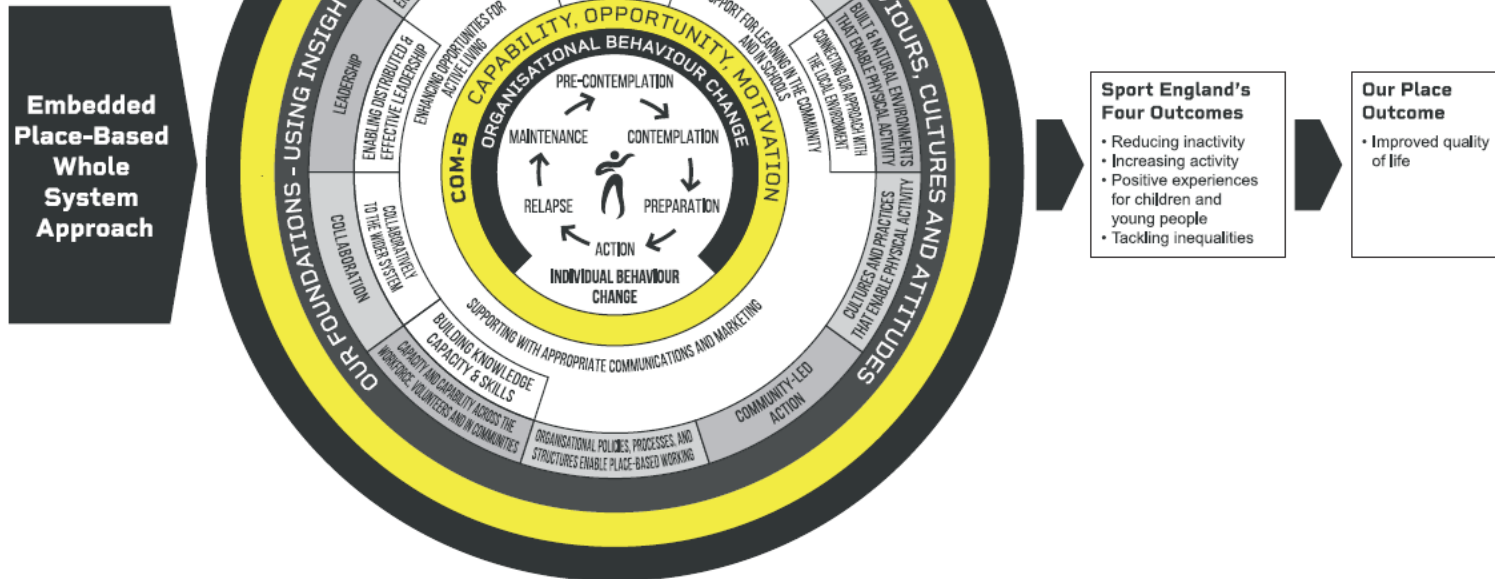 Embedded
Place-Based
Whole
System
Approach
OUR FOUNDATIONS - USING INSIGH
IOURS, CULTURES AND ATTITUDES
LEADERSHIP
COLLABORATION
CAPACITY AND CAPABILITY ACROSS THE
WORKFORCE, VOLUNTEERS AND IN COMMUNITIES
ORGANISATIONAL POLICIES, PROCESSES, AND
STRUCTURES ENABLE PLACE-BASED WORKING
COMMUNITY-LED
ACTION
CULTURES AND PRACTICES
THAT ENABLE PHYSICAL ACTIVITY
BUILT & NATURAL ENVIRONMENTS
THAT ENABLE PHYSICAL ACTIVITY
ENABLING DISTRIBUTED &
EFFECTIVE LEADERSHIP
ENHANCING OPPORTUNITIES FOR
ACTIVE LIVING
COLLABORATIVELY
TO THE WIDER SYSTEM
BUILDING KNOWLEDGE
CAPACITY & SKILLS
SUPPORTING WITH APPROPRIATE COMMUNICATIONS AND MARKETING
PORT FOR LEARNING IN THE COMMUNITY
AND IN SCHOOLS
CONNECTING OUR APPROACH WITH
THE LOCAL ENVIRONMENT
COM-B CAPABILITY, OPPORTUNITY, MOTIVATION
ORGANISATIONAL BEHAVIOUR CHANGE
PRE-CONTEMPLATION
CONTEMPLATION
PREPARATION
ACTION
RELAPSE
MAINTENANCE
INDIVIDUAL BEHAVIOUR
CHANGE
Sport England's
Four Outcomes
• Reducing inactivity
• Increasing activity
• Positive experiences
for children and
young people
• Tackling inequalities
Our Place
Outcome
• Improved quality
of life